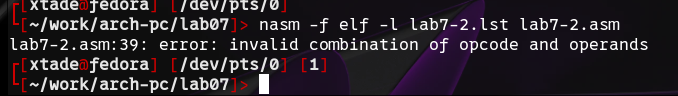 [xtade@fedora] [/dev/pts/0]
[~/work/arch-pc/lab07]> nasm -f elf -l lab7-2.lst lab7-2.asm
lab7-2.asm:39: error: invalid combination of opcode and operands
[xtade@fedora] [/dev/pts/0] [1]
[~/work/arch-pc/lab07]>